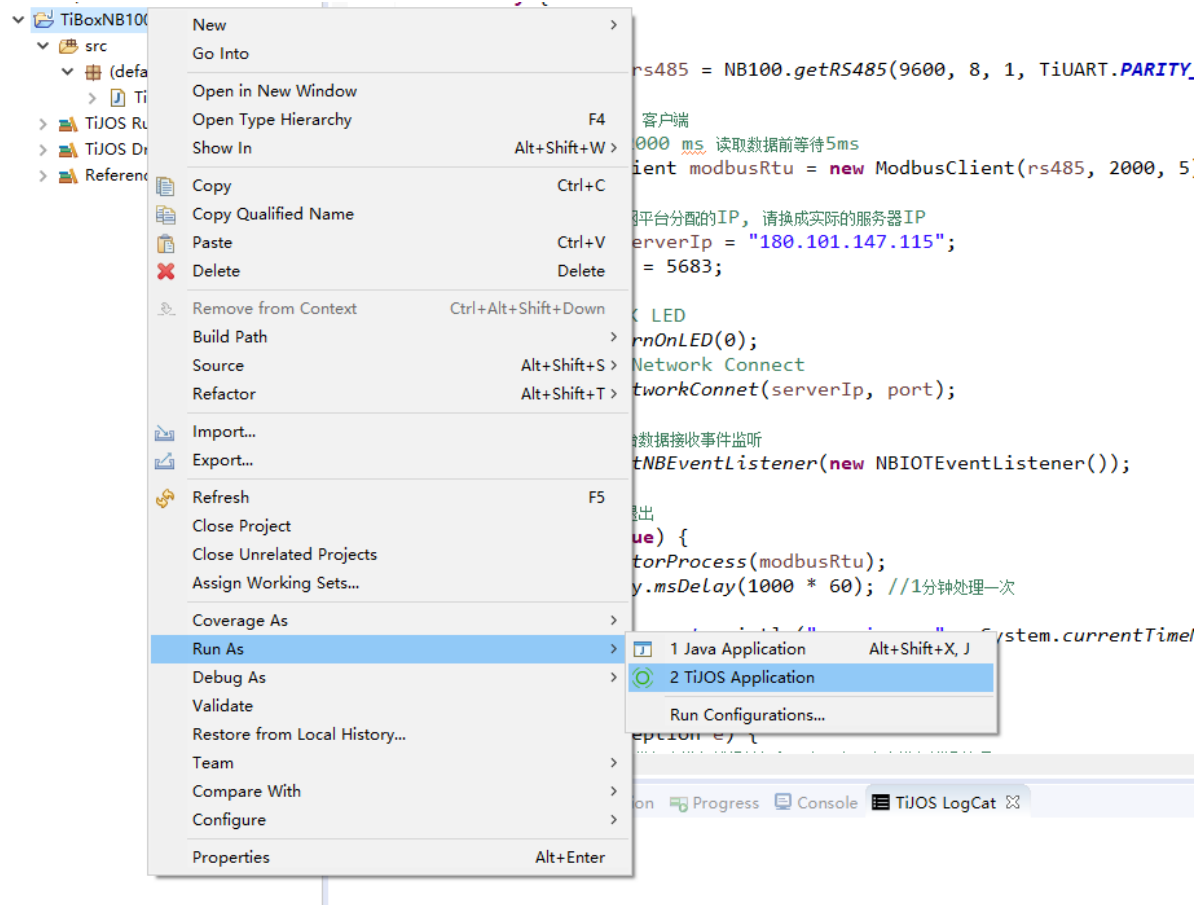 TiBoxNB100
src
(defa
Ti
TiJOS Ru
TiJOS Dr
Referenc
New
Go Into
Open in New Window
Open Type Hierarchy F4
Show In Alt+Shift+W
Copy Ctrl+C
Copy Qualified Name
Paste Ctrl+V
Delete Delete
Remove from Context Ctrl+Alt+Shift+Down
Build Path
Source Alt+Shift+S
Refactor Alt+Shift+T
Import...
Export...
Refresh F5
Close Project
Close Unrelated Projects
Assign Working Sets...
Coverage As
Run As
Debug As
Validate
Restore from Local History...
Team
Compare With
Configure
Properties Alt+Enter
1 Java Application Alt+Shift+X, J
2 TiJOS Application
Run Configurations...
rs485 = NB100.getRS485(9600, 8, 1, TiUART.PARITY_
客户端
2000 ms 读取数据前等待5ms
ient modbusRtu = new ModbusClient(rs485, 2000, 5)
平台分配的IP, 请换成实际的服务器IP
erverIp = "180.101.147.115";
= 5683;
LED
rnOnLED(0);
Network Connect
tworkConnet(serverIp, port);
数据接收事件监听
tNBEventListener(new NBIOTEventListener());
退出
ue) {
torProcess(modbusRtu);
y.msDelay(1000 * 60); //1分钟处理一次
System.currentTimeM
eption e) {
ion Progress Console TiJOS LogCat